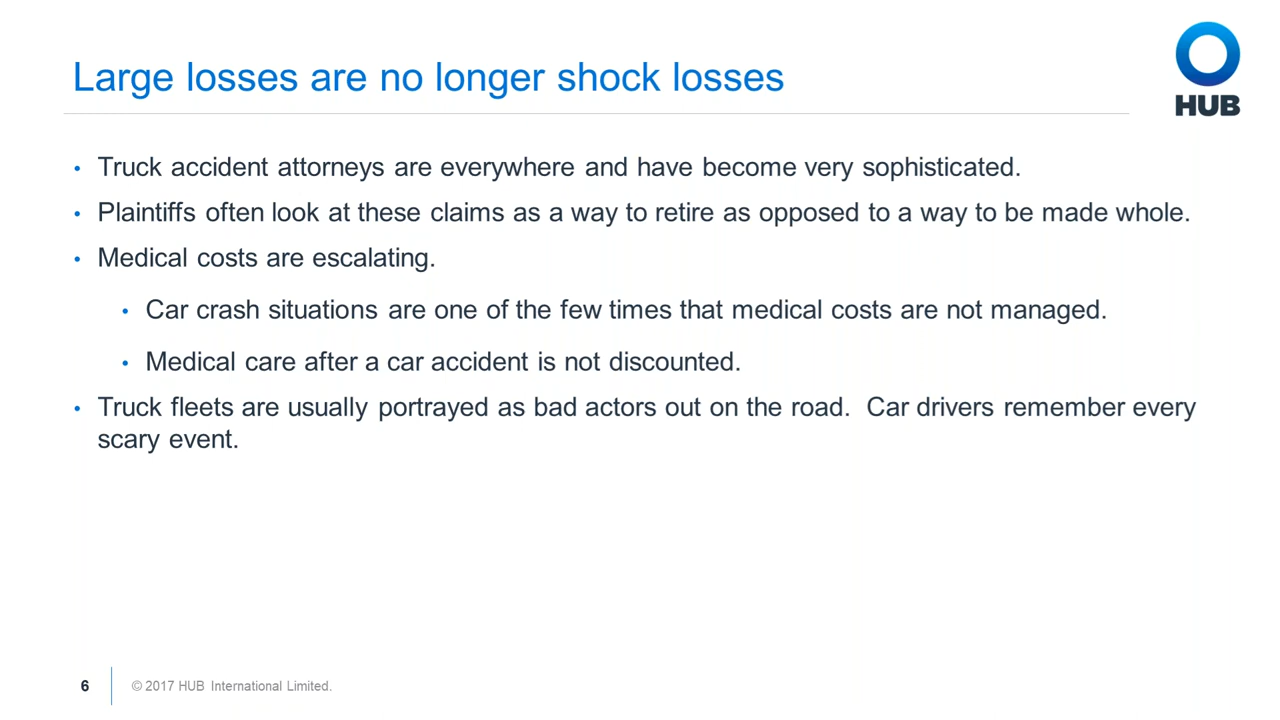 Large losses are no longer shock losses
HUB
• Truck accident attorneys are everywhere and have become very sophisticated.
• Plaintiffs often look at these claims as a way to retire as opposed to a way to be made whole.
• Medical costs are escalating.
• Car crash situations are one of the few times that medical costs are not managed.
• Medical care after a car accident is not discounted.
• Truck fleets are usually portrayed as bad actors out on the road.  Car drivers remember every
scary event.
6
© 2017 HUB International Limited.